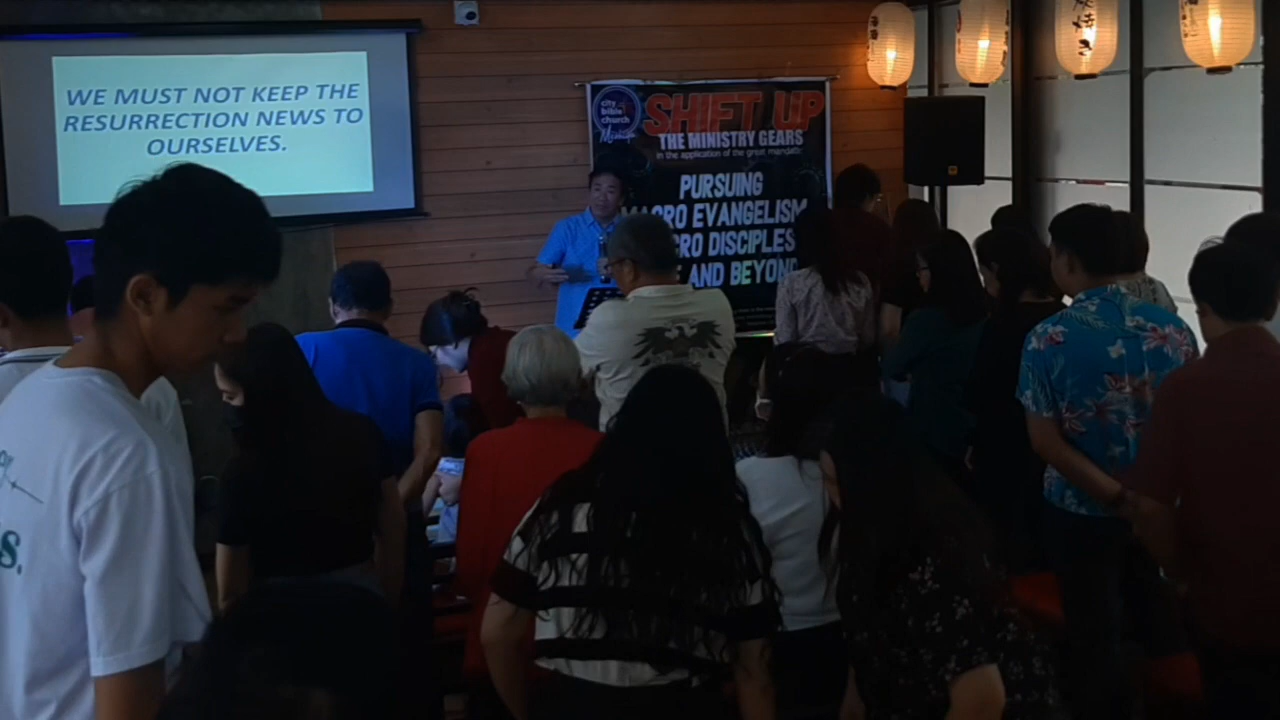 WE MUST NOT KEEP THE
RESURRECTION NEWS TO
OURSELVES.
city
bible
church
SHIFT UP
THE MINISTRY GEARS
in the application of the great mandate
PURSUING
MACRO EVANGELISM
DISCIPLES
AND BEYOND
s.